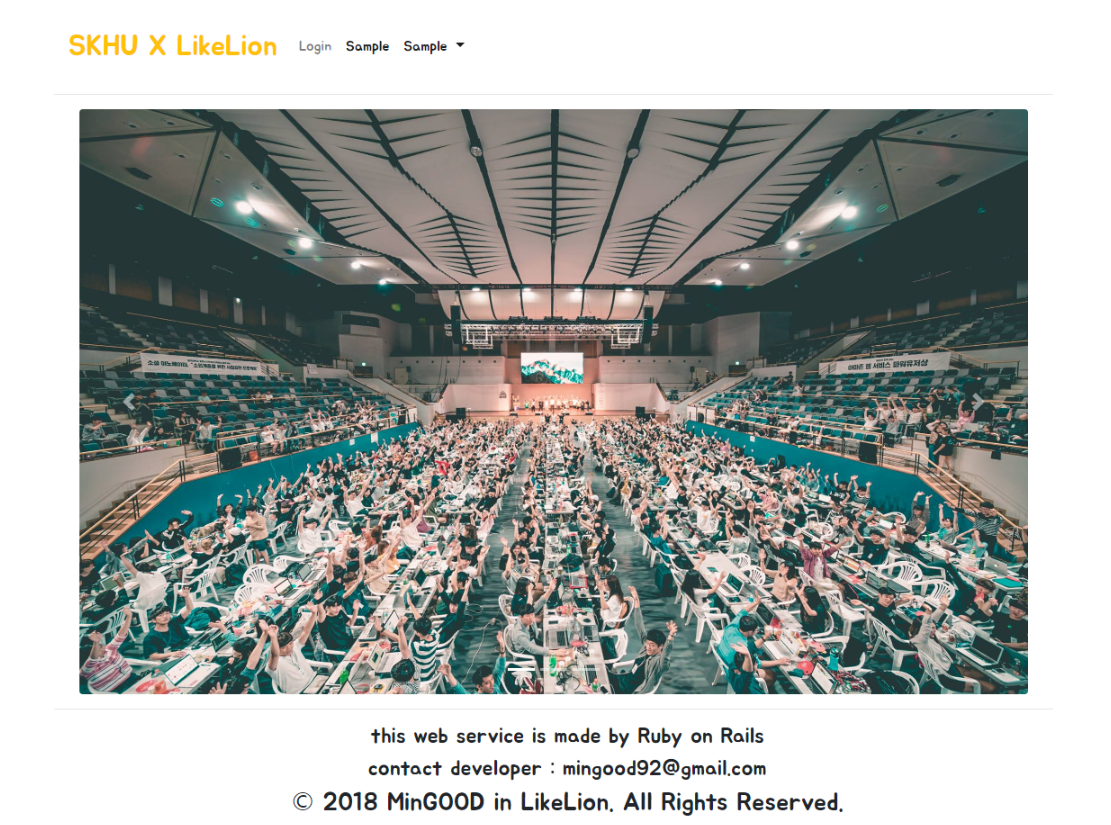 SKHU X LikeLion Login Sample Sample
this web service is made by Ruby on Rails
contact developer : mingood92@gmail.com
© 2018 MinGOOD in LikeLion. All Rights Reserved.